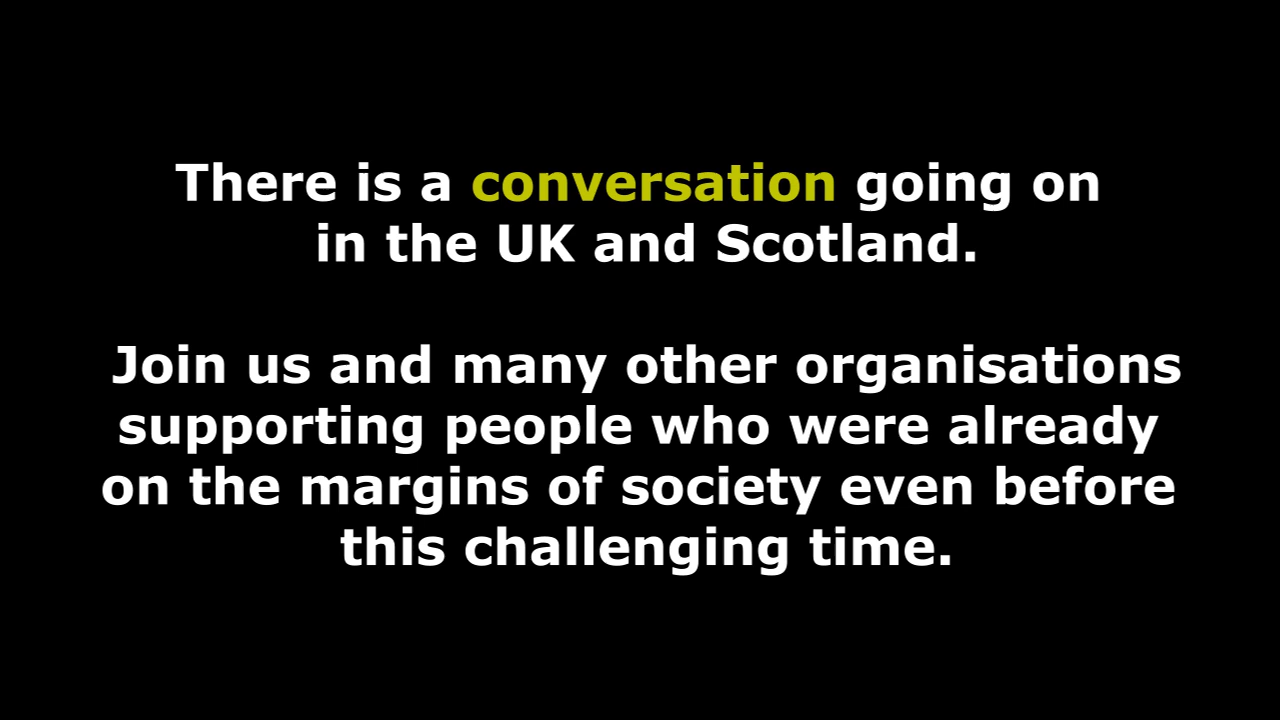 There is a conversation going on
in the UK and Scotland.
Join us and many other organisations
supporting people who were already
on the margins of society even before
this challenging time.